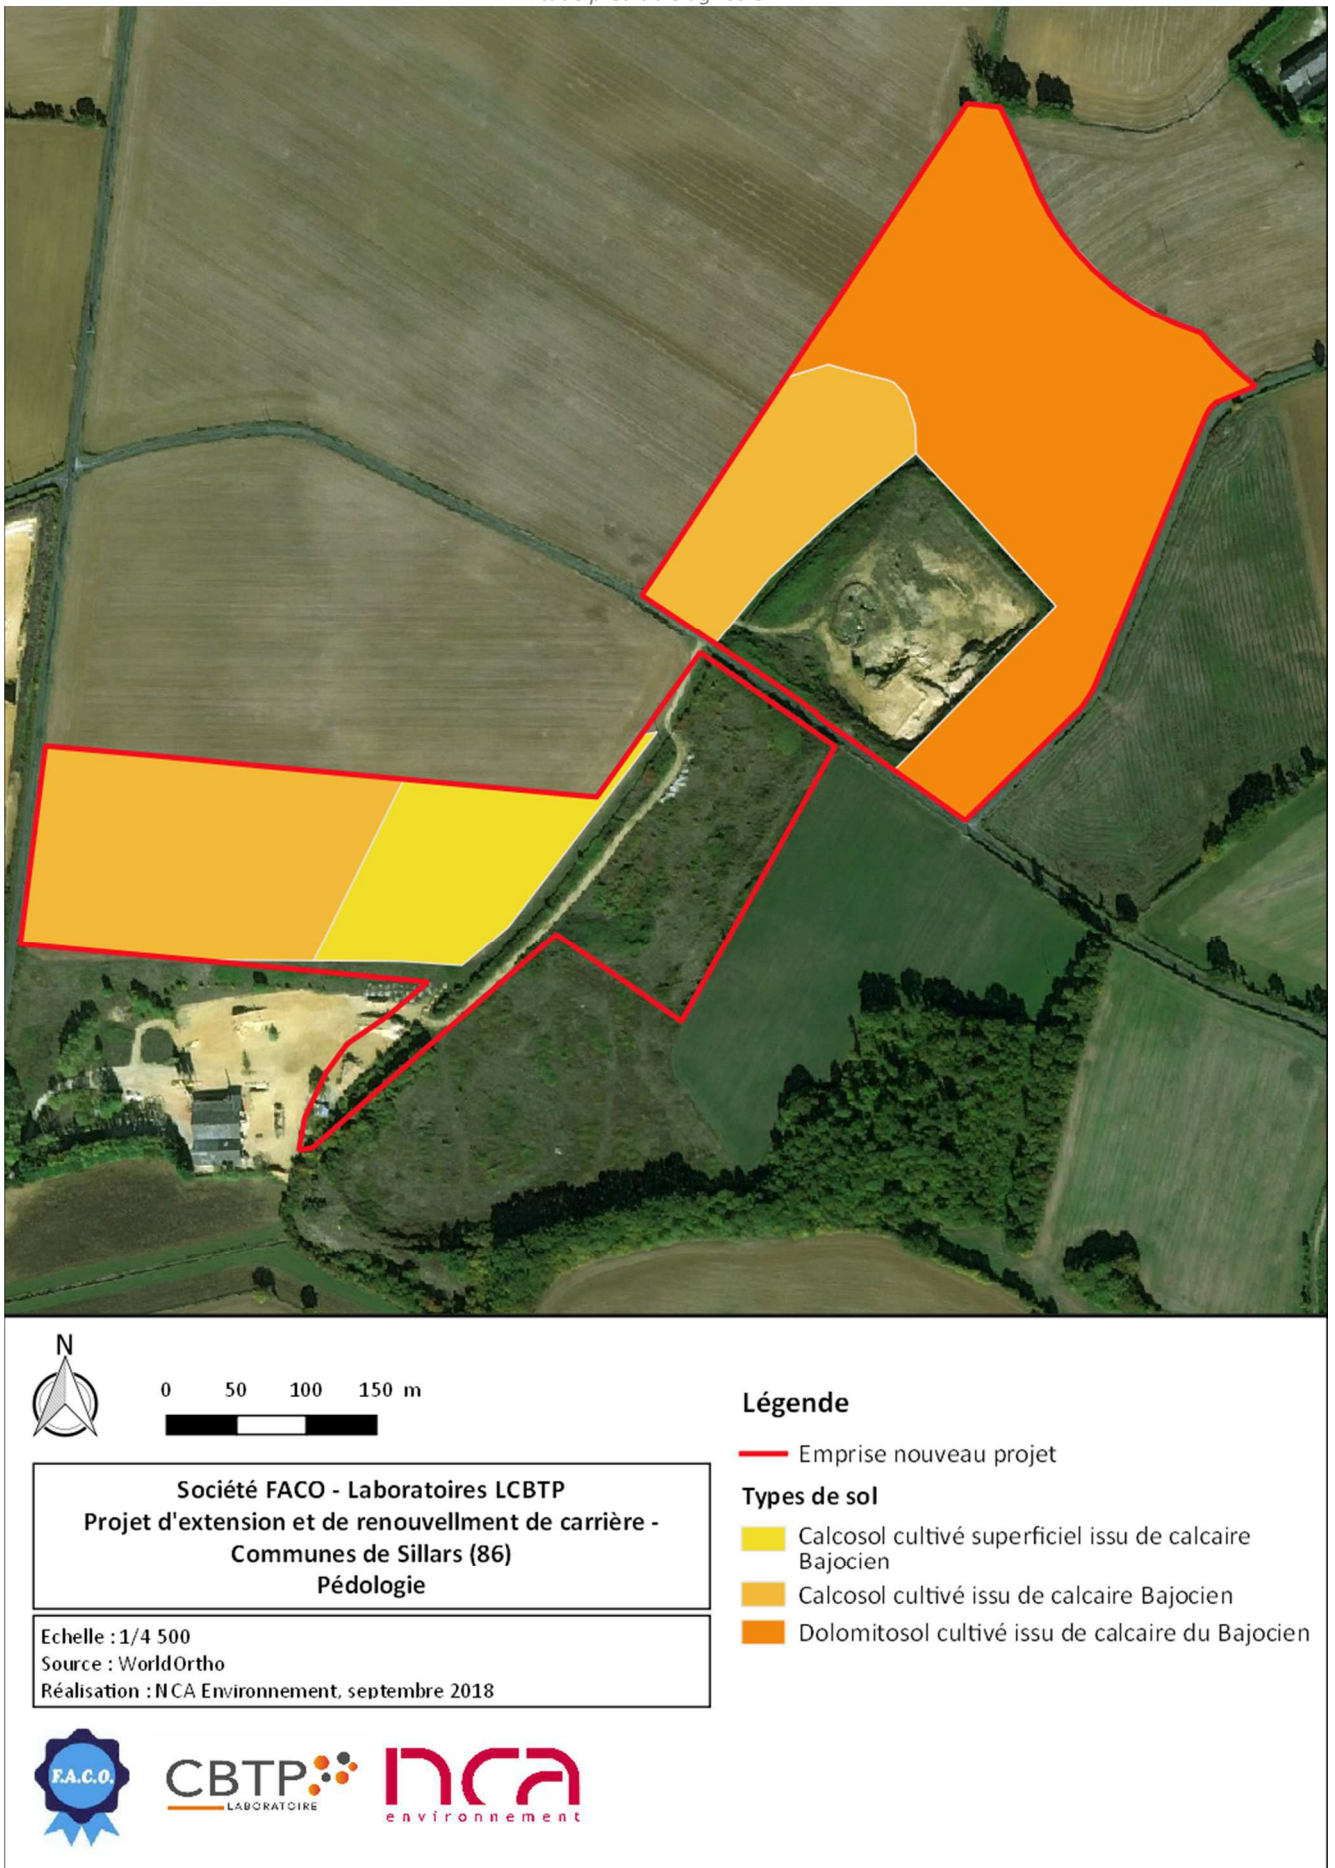 N
0 50 100 150 m
Société FACO - Laboratoires LCBTP
Projet d'extension et de renouvellment de carrière -
Communes de Sillars (86)
Pédologie
Echelle : 1/4 500
Source : WorldOrtho
Réalisation : NCA Environnement, septembre 2018
Légende
Emprise nouveau projet
Types de sol
Calcosol cultivé superficiel issu de calcaire
Bajocien
Calcosol cultivé issu de calcaire Bajocien
Dolomitosol cultivé issu de calcaire du Bajocien
F.A.C.O.
CBTP
LABORATOIRE
nca
environnement